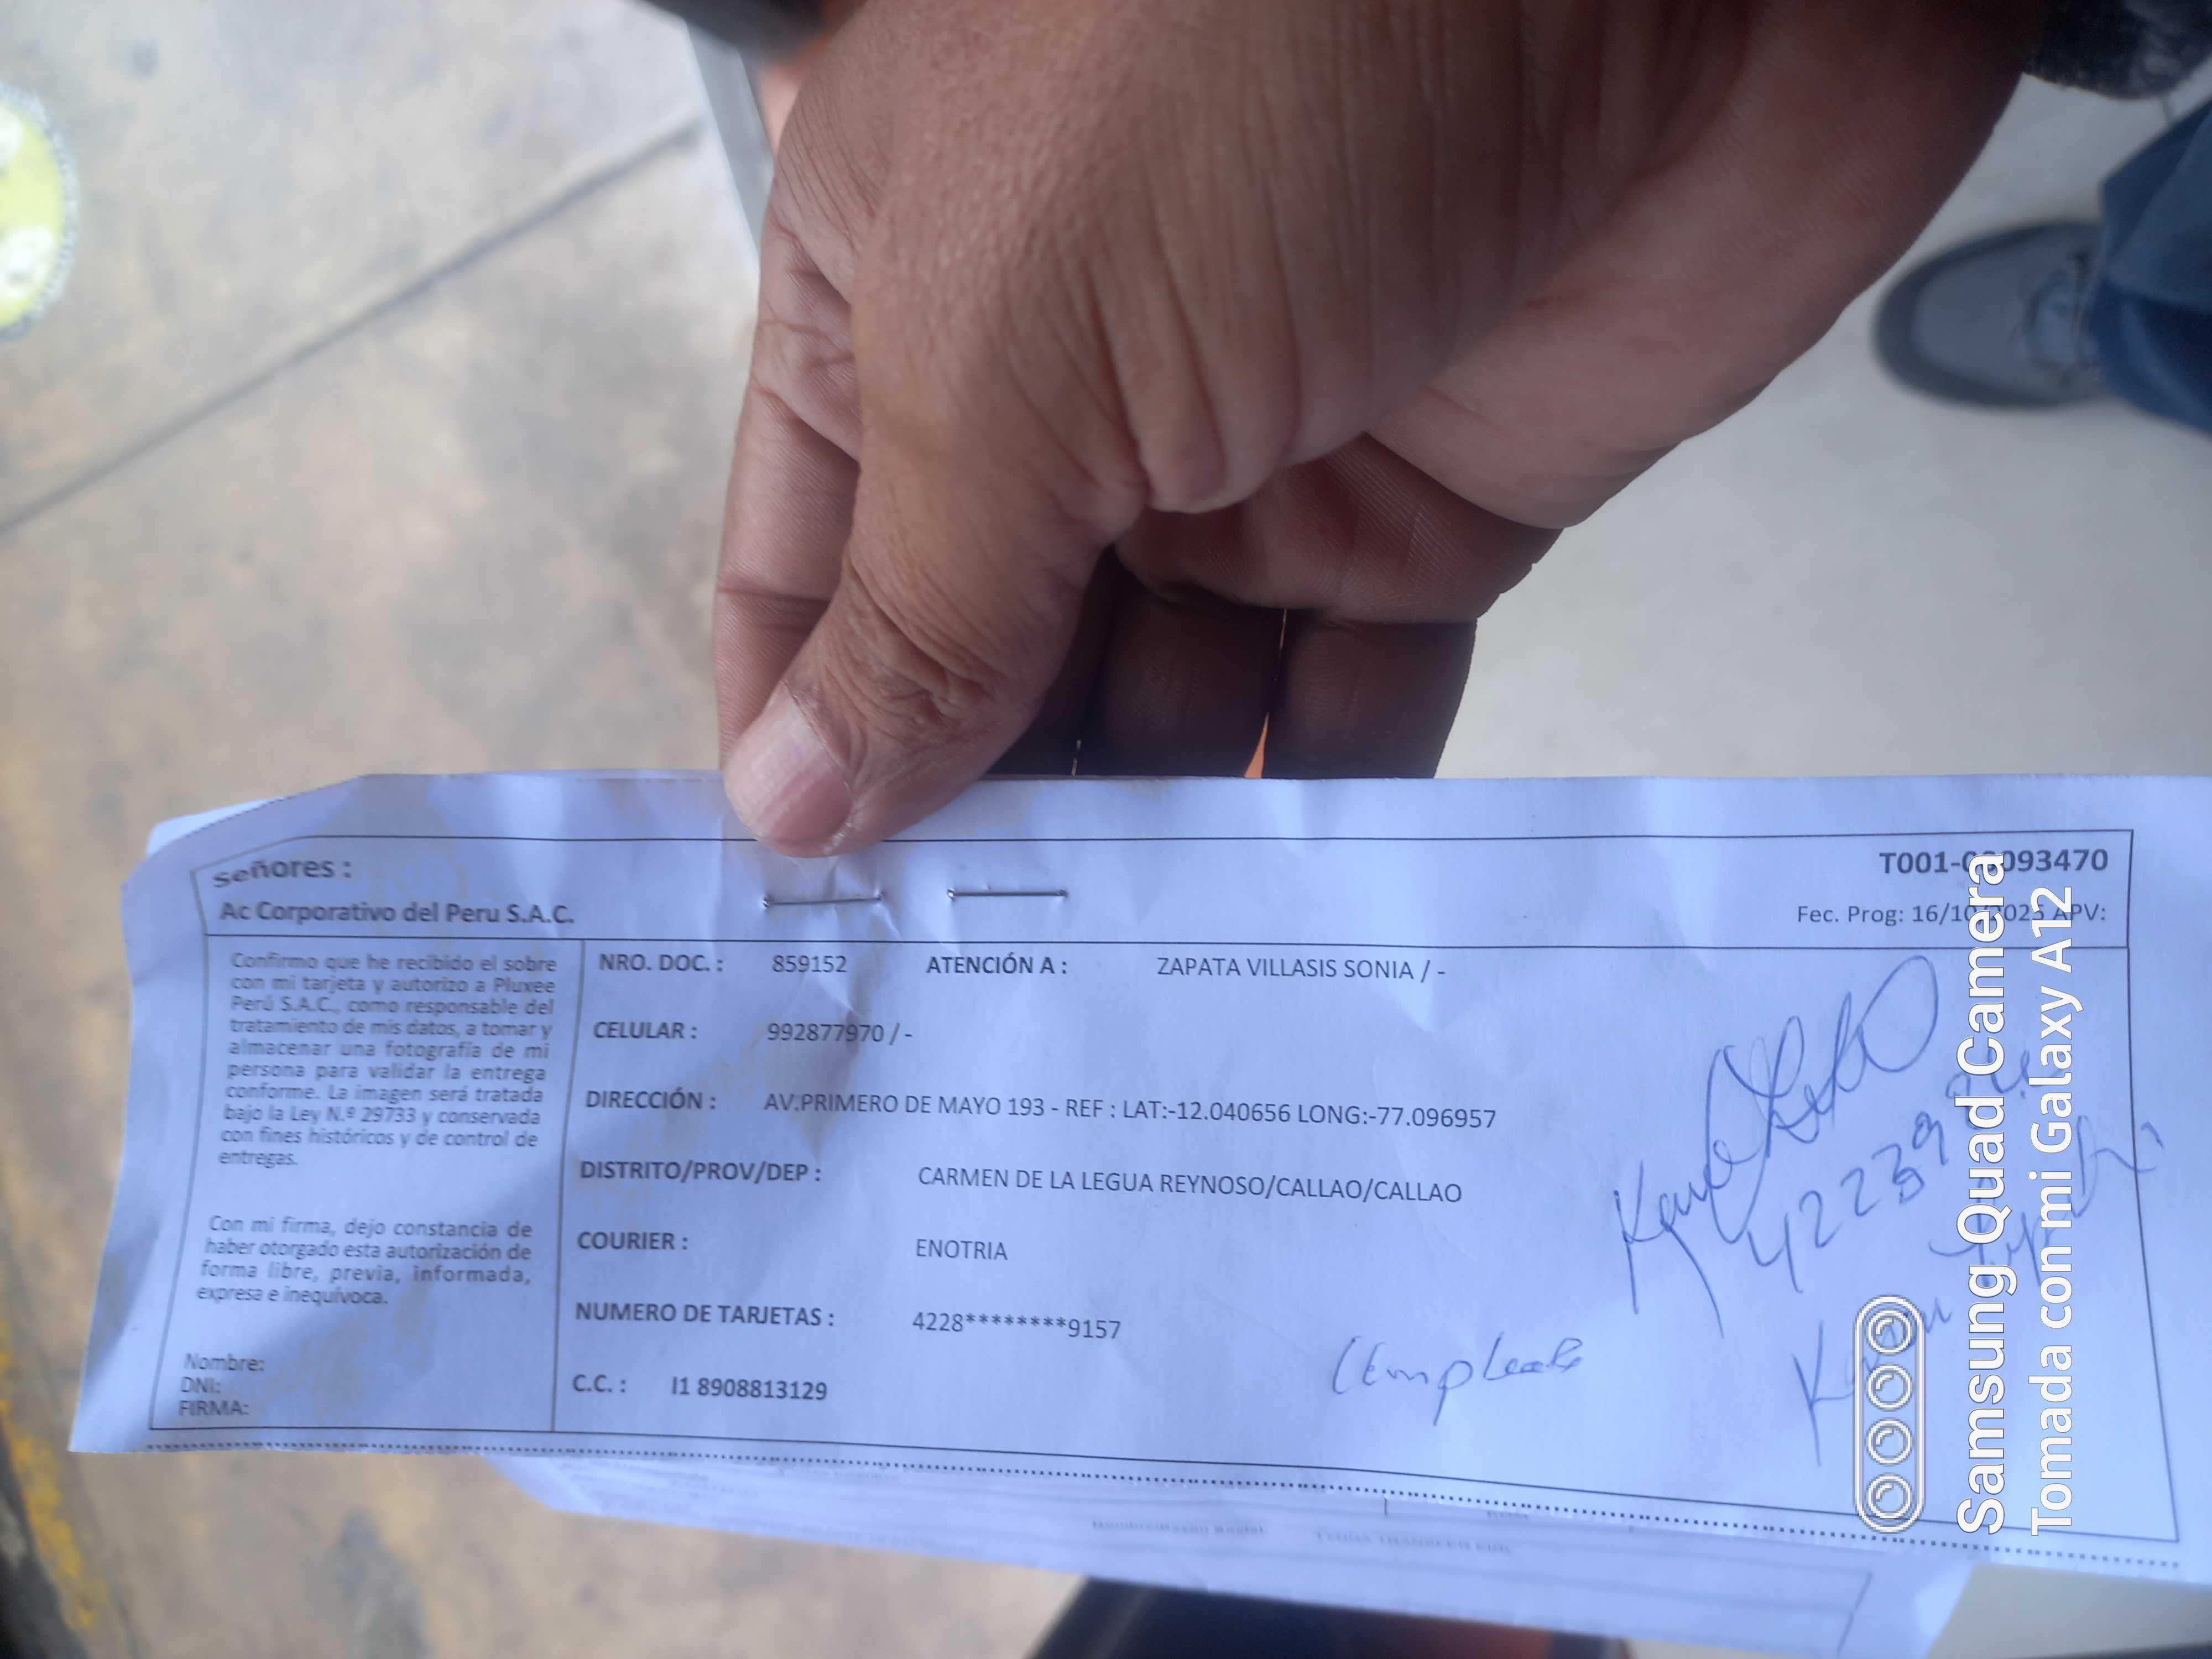 Señores :
Ac Corporativo del Peru S.A.C.
T001-00093470
Fec. Prog: 16/10/2025 APV:
Confirmo que he recibido el sobre
con mi tarjeta y autorizo a Pluxee
Perú S.A.C., como responsable del
tratamiento de mis datos, a tomar y
almacenar una fotografía de mi
persona para validar la entrega
conforme. La imagen será tratada
bajo la Ley N.º 29733 y conservada
con fines históricos y de control de
entregas.
Con mi firma, dejo constancia de
haber otorgado esta autorización de
forma libre, previa, informada,
expresa e inequívoca.
Nombre:
DNI:
FIRMA:
NRO. DOC. : 859152 ATENCIÓN A : ZAPATA VILLASIS SONIA / -
CELULAR : 992877970 / -
DIRECCIÓN : AV.PRIMERO DE MAYO 193 - REF : LAT:-12.040656 LONG:-77.096957
DISTRITO/PROV/DEP : CARMEN DE LA LEGUA REYNOSO/CALLAO/CALLAO
COURIER : ENOTRIA
NUMERO DE TARJETAS : 4228********9157
C.C. : I1 8908813129
Samsung Quad Camera
Tomada con mi Galaxy A12